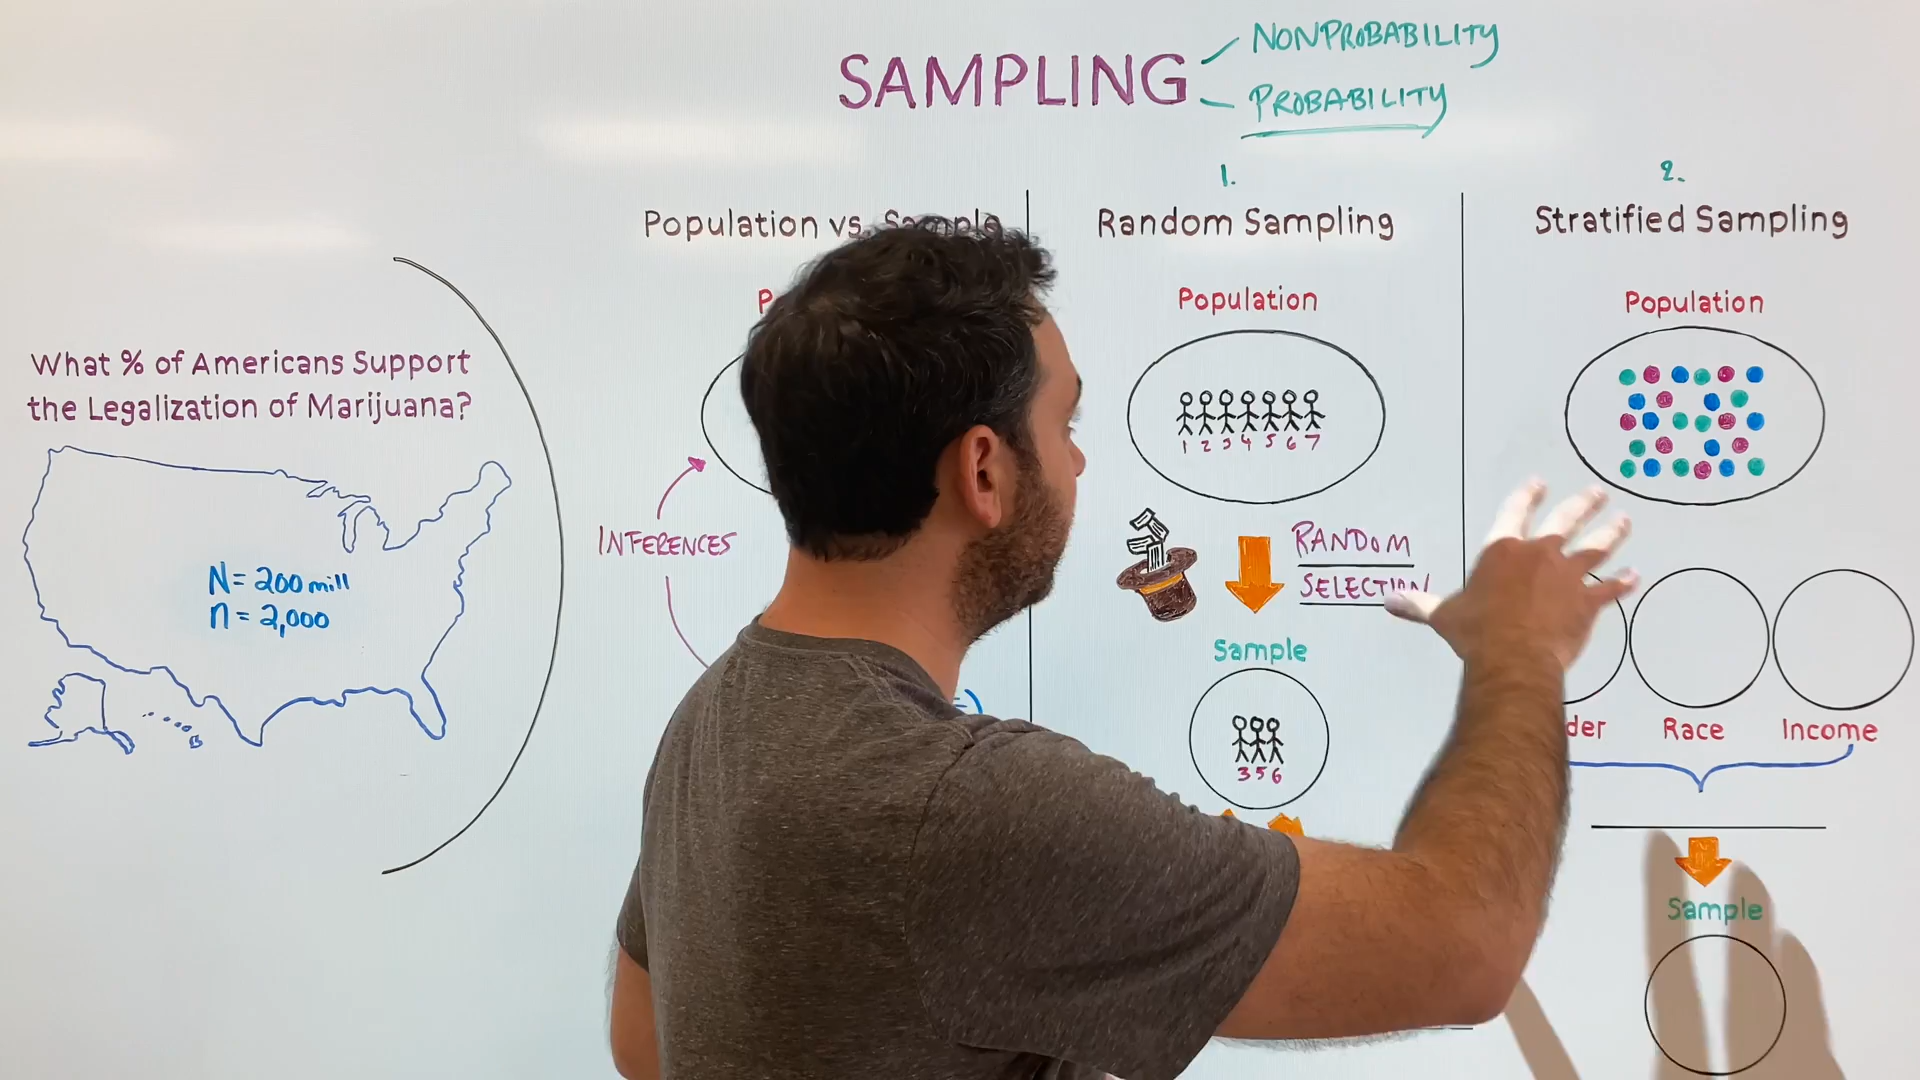 SAMPLING
NONPROBABILITY
PROBABILITY
What % of Americans Support
the Legalization of Marijuana?
N = 200 mill
n = 2,000
Population vs. Sample
INFERENCES
1.
Random Sampling
Population
1 2 3 4 5 6 7
RANDOM
SELECTION
Sample
3 5 6
2.
Stratified Sampling
Population
Race
Income
Sample